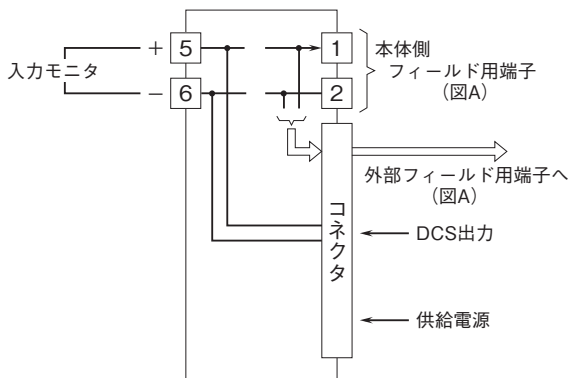 入力モニタ
+ 5
− 6
1
2
本体側
フィールド用端子
(図A)
外部フィールド用端子へ
(図A)
コネクタ
DCS出力
供給電源